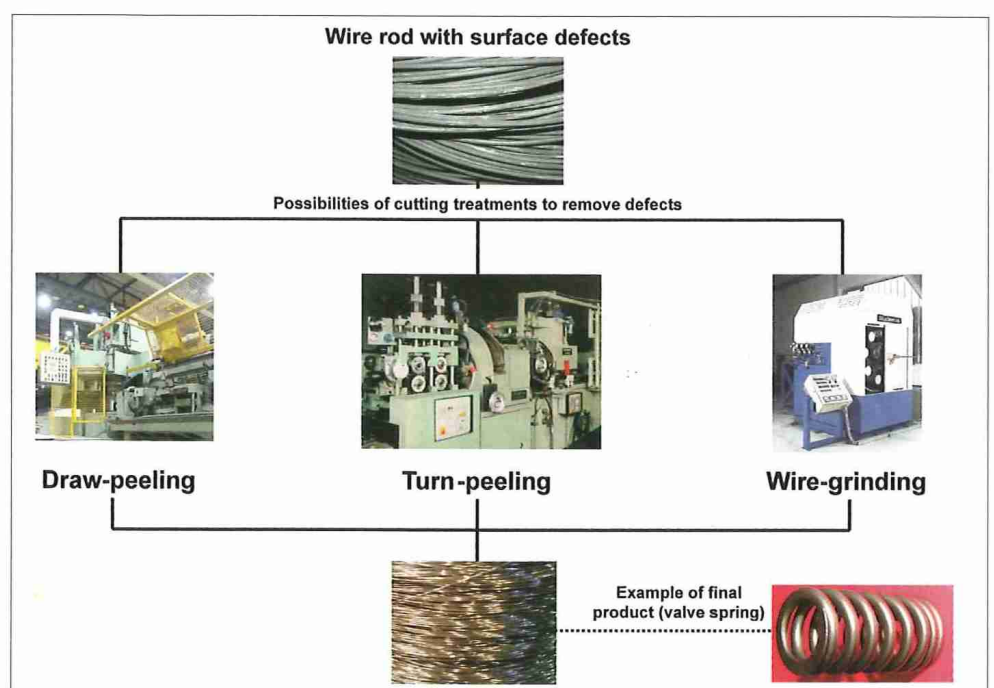 Wire rod with surface defects
Possibilities of cutting treatments to remove defects
Draw-peeling
Turn-peeling
Wire-grinding
Example of final
product (valve spring)